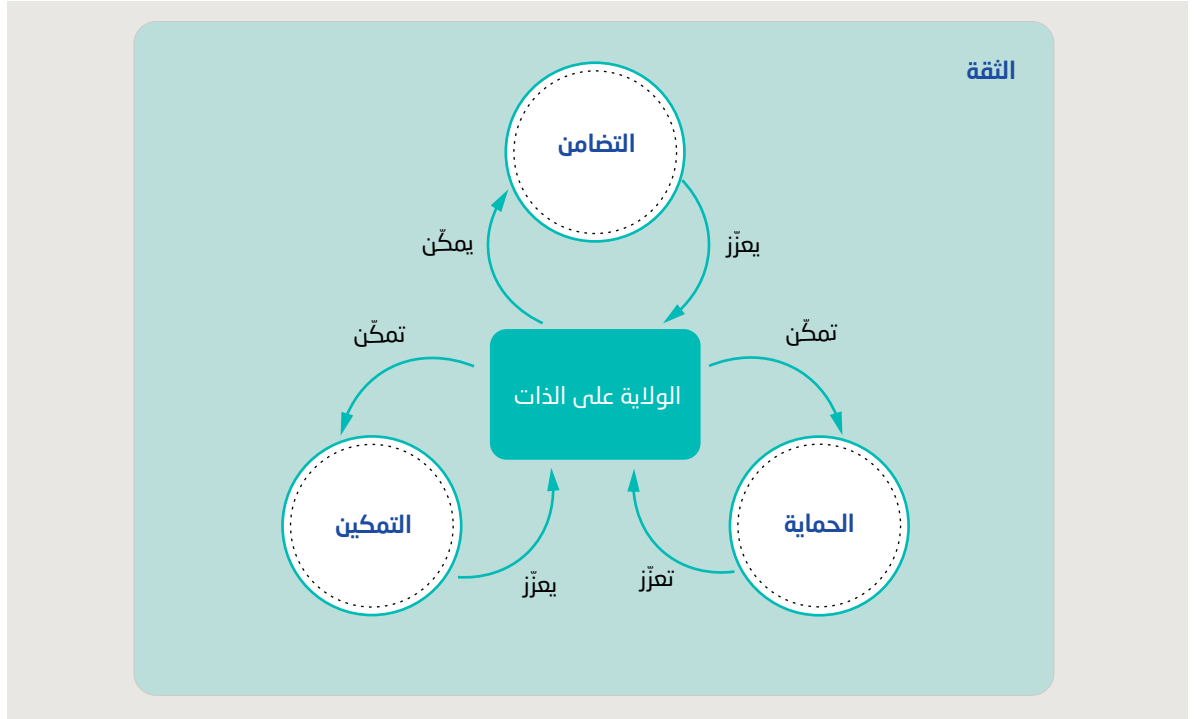 الثقة
التضامن
يمكّن
يعزّز
تمكّن
تمكّن
الولاية على الذات
الحماية
التمكين
تعزّز
يعزّز